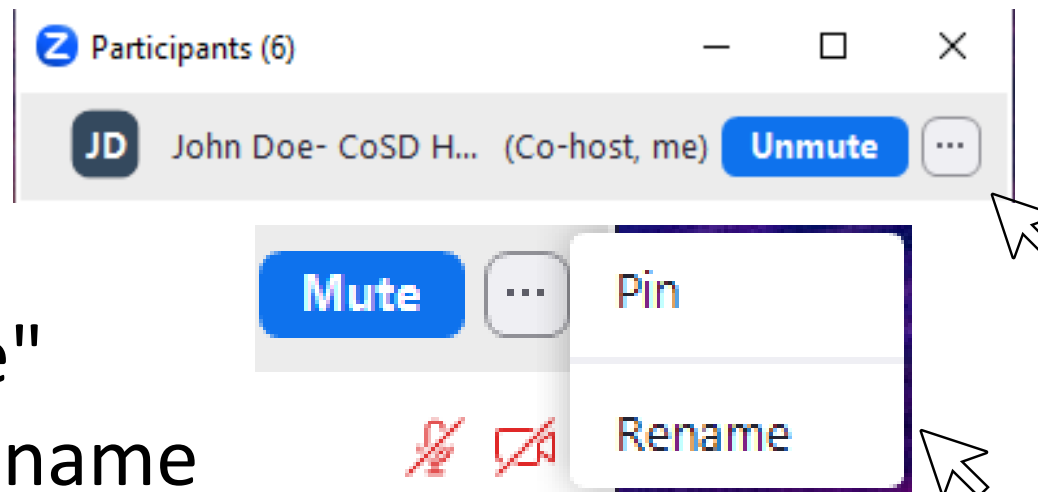 Z Participants (6)
JD John Doe- CoSD H... (Co-host, me) Unmute ...
Mute ... Pin
e"
name Rename